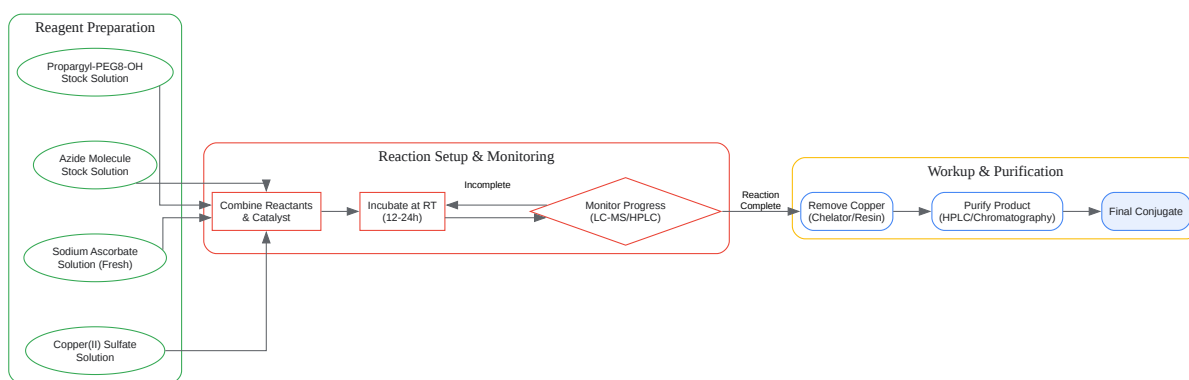 Reagent Preparation
Propargyl-PEG8-OH
Stock Solution
Azide Molecule
Stock Solution
Sodium Ascorbate
Solution (Fresh)
Copper(II) Sulfate
Solution
Reaction Setup & Monitoring
Combine Reactants
& Catalyst
Incubate at RT
(12-24h)
Incomplete
Monitor Progress
(LC-MS/HPLC)
Reaction
Complete
Workup & Purification
Remove Copper
(Chelator/Resin)
Purify Product
(HPLC/Chromatography)
Final Conjugate